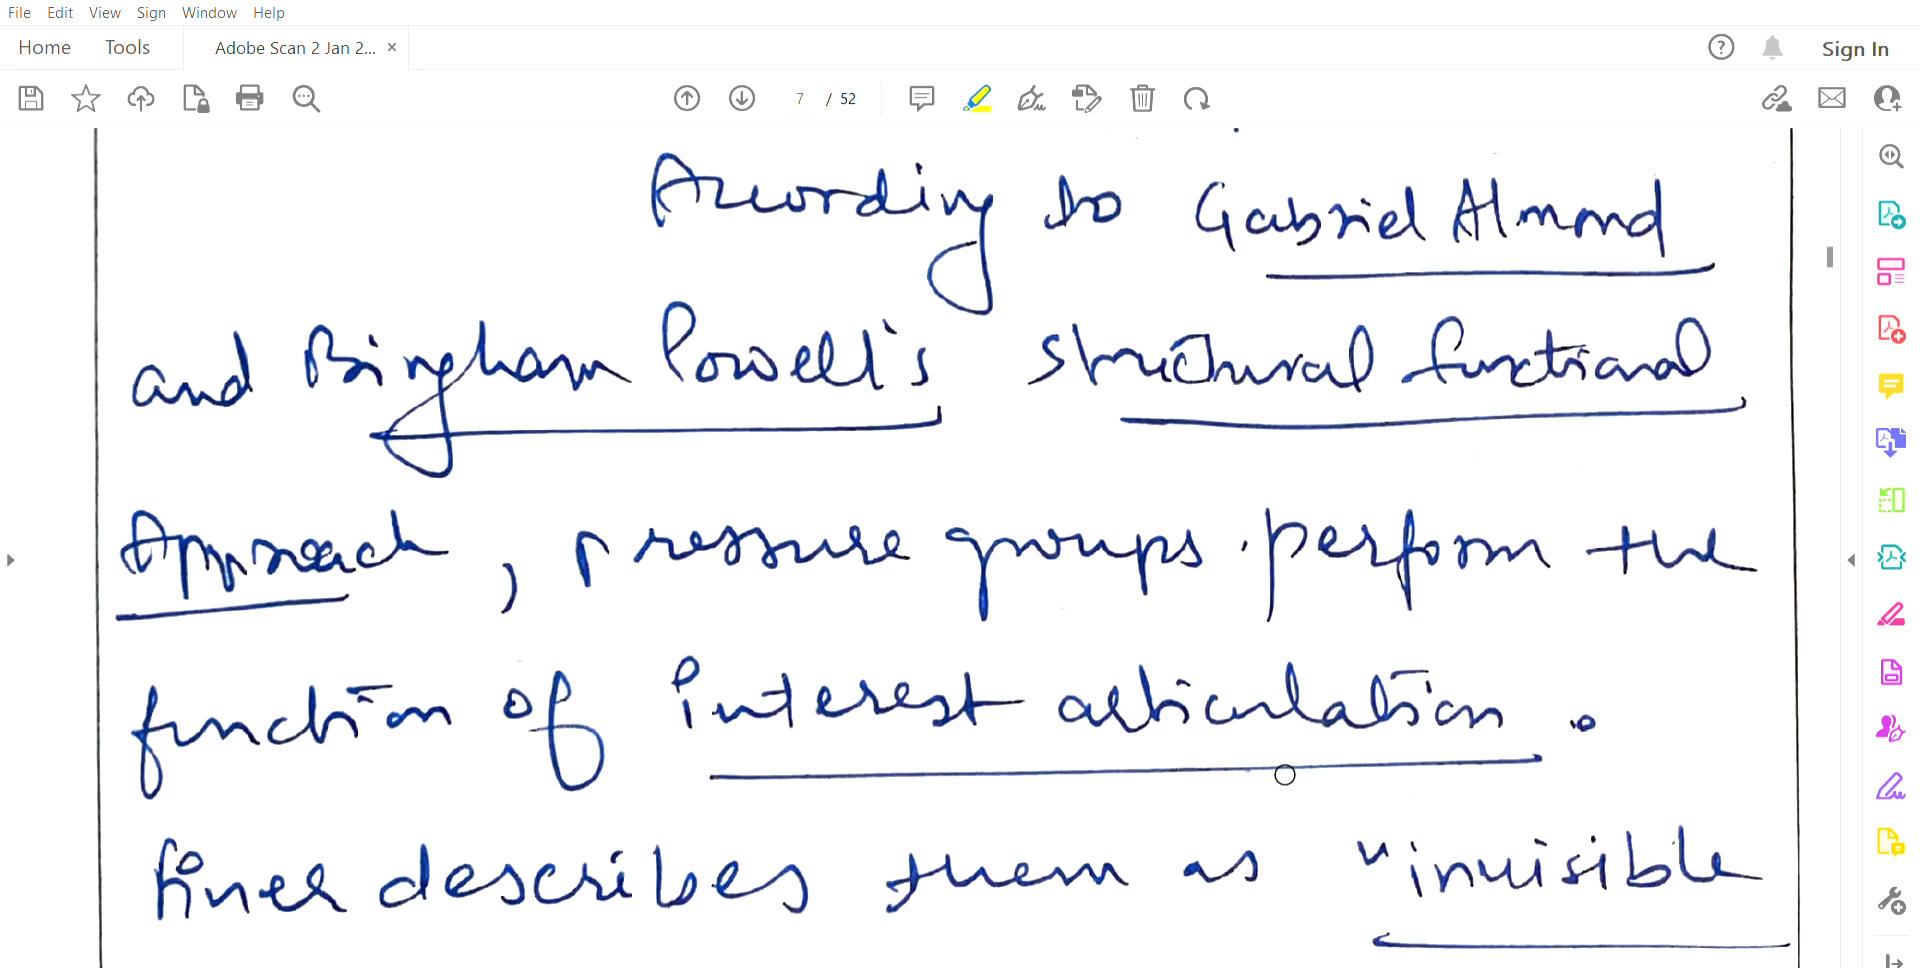 File Edit View Sign Window Help
Home Tools Adobe Scan 2 Jan 2... × ? Sign In
7 / 52
According to Gabriel Almond
and Bingham Powell's structural functional
Approach, pressure groups perform the
function of interest articulation.
finer describes them as "invisible